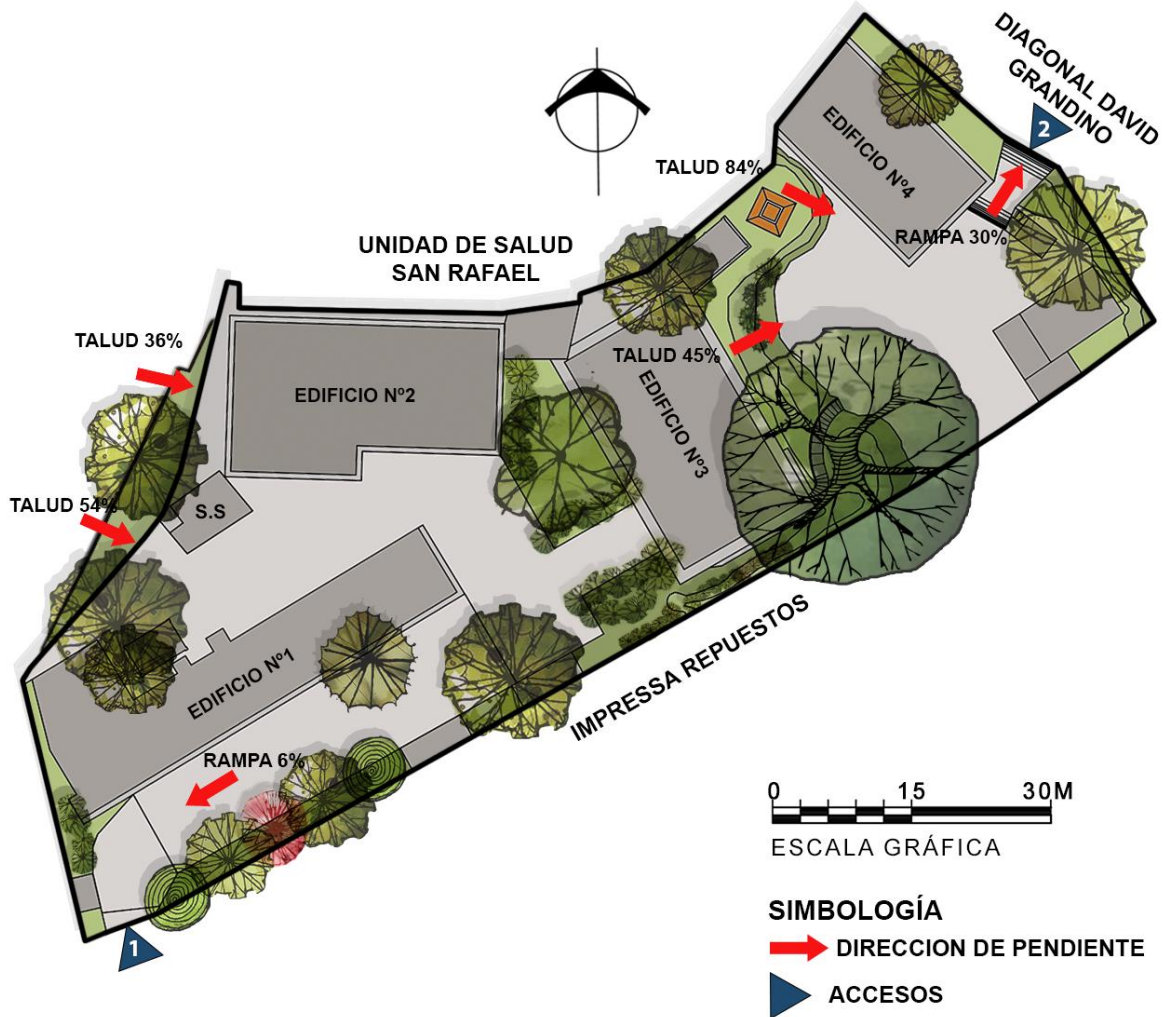 DIAGONAL DAVID
GRANDINO
2
EDIFICIO Nº4
TALUD 84%
RAMPA 30%
UNIDAD DE SALUD
SAN RAFAEL
TALUD 36%
TALUD 45%
EDIFICIO Nº2
EDIFICIO Nº3
TALUD 54%
S.S
EDIFICIO Nº1
IMPRESSA REPUESTOS
RAMPA 6%
1
0 15 30M
ESCALA GRÁFICA
SIMBOLOGÍA
DIRECCION DE PENDIENTE
ACCESOS